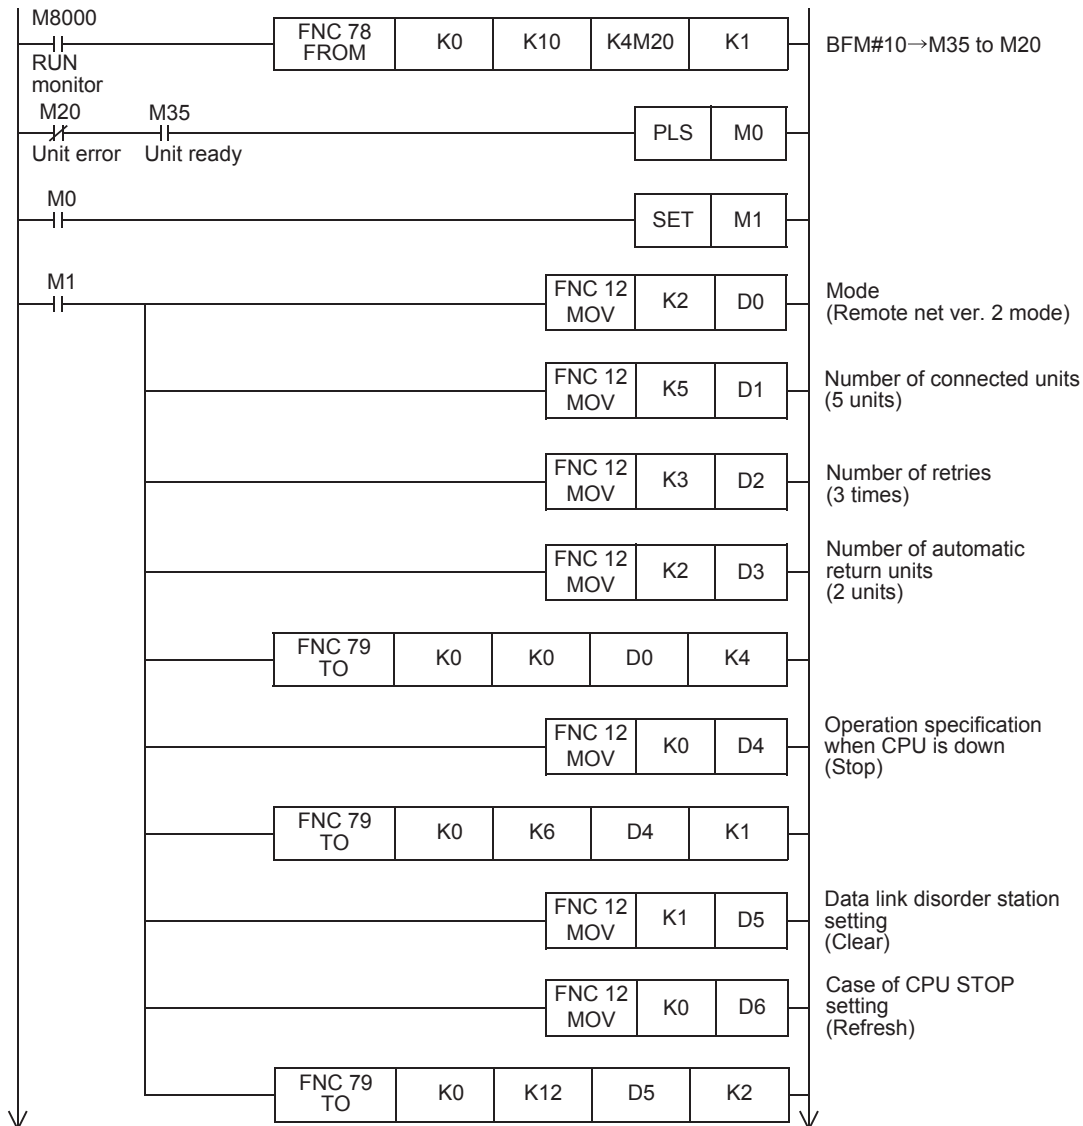 M8000
RUN
monitor
FNC 78
FROM
K0
K10
K4M20
K1
BFM#10→M35 to M20
M20
Unit error
M35
Unit ready
PLS
M0
M0
SET
M1
M1
FNC 12
MOV
K2
D0
Mode
(Remote net ver. 2 mode)
FNC 12
MOV
K5
D1
Number of connected units
(5 units)
FNC 12
MOV
K3
D2
Number of retries
(3 times)
FNC 12
MOV
K2
D3
Number of automatic
return units
(2 units)
FNC 79
TO
K0
K0
D0
K4
FNC 12
MOV
K0
D4
Operation specification
when CPU is down
(Stop)
FNC 79
TO
K0
K6
D4
K1
FNC 12
MOV
K1
D5
Data link disorder station
setting
(Clear)
FNC 12
MOV
K0
D6
Case of CPU STOP
setting
(Refresh)
FNC 79
TO
K0
K12
D5
K2